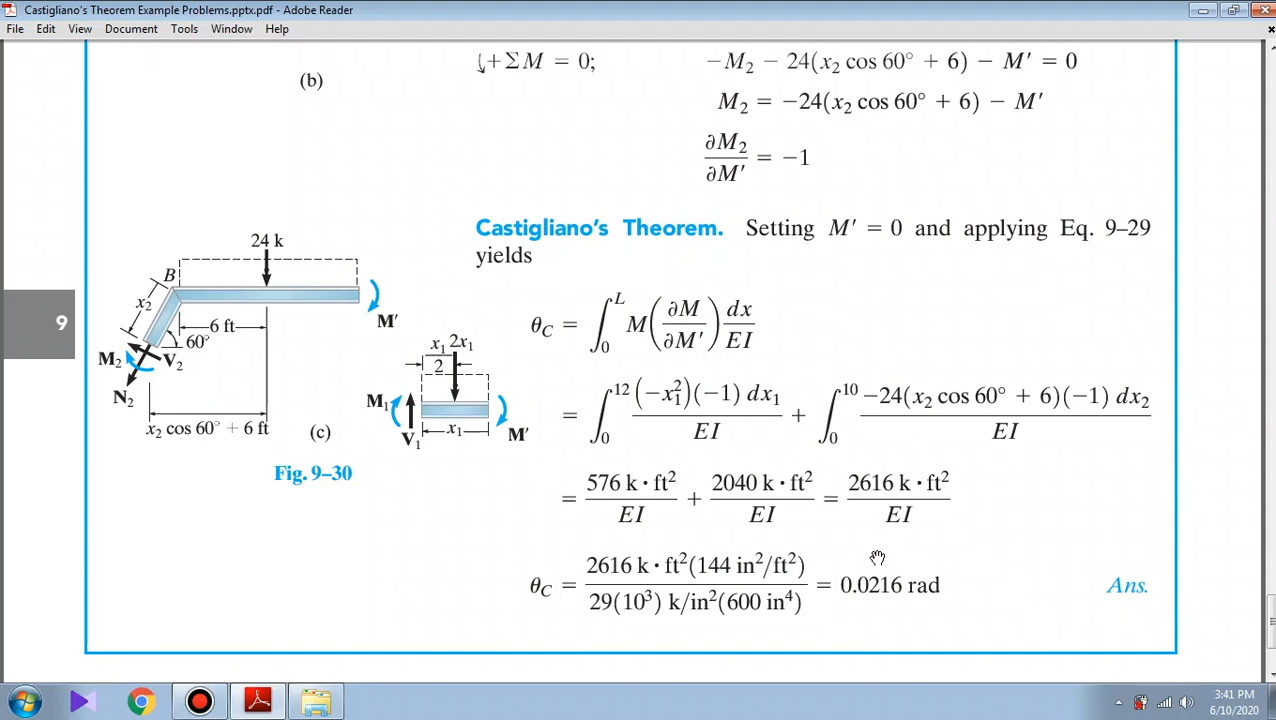 Castigliano's Theorem Example Problems.pptx.pdf - Adobe Reader
File Edit View Document Tools Window Help
(b)
↓+ΣM = 0; −M₂ − 24(x₂ cos 60° + 6) − M′ = 0
M₂ = −24(x₂ cos 60° + 6) − M′
∂M₂/∂M′ = −1
Castigliano's Theorem. Setting M′ = 0 and applying Eq. 9–29
yields
24 k
B
x₂
6 ft
60°
M′
M₂
V₂
N₂
x₂ cos 60° + 6 ft
(c)
x₁/2
2x₁
M₁
V₁
x₁
M′
Fig. 9–30
9
θ_C = ∫₀^L M(∂M/∂M′) dx/EI
= ∫₀^12 (−x₁²)(−1) dx₁/EI + ∫₀^10 −24(x₂ cos 60° + 6)(−1) dx₂/EI
= 576 k·ft²/EI + 2040 k·ft²/EI = 2616 k·ft²/EI
θ_C = 2616 k·ft²(144 in²/ft²)/29(10³) k/in²(600 in⁴) = 0.0216 rad Ans.
3:41 PM
6/10/2020